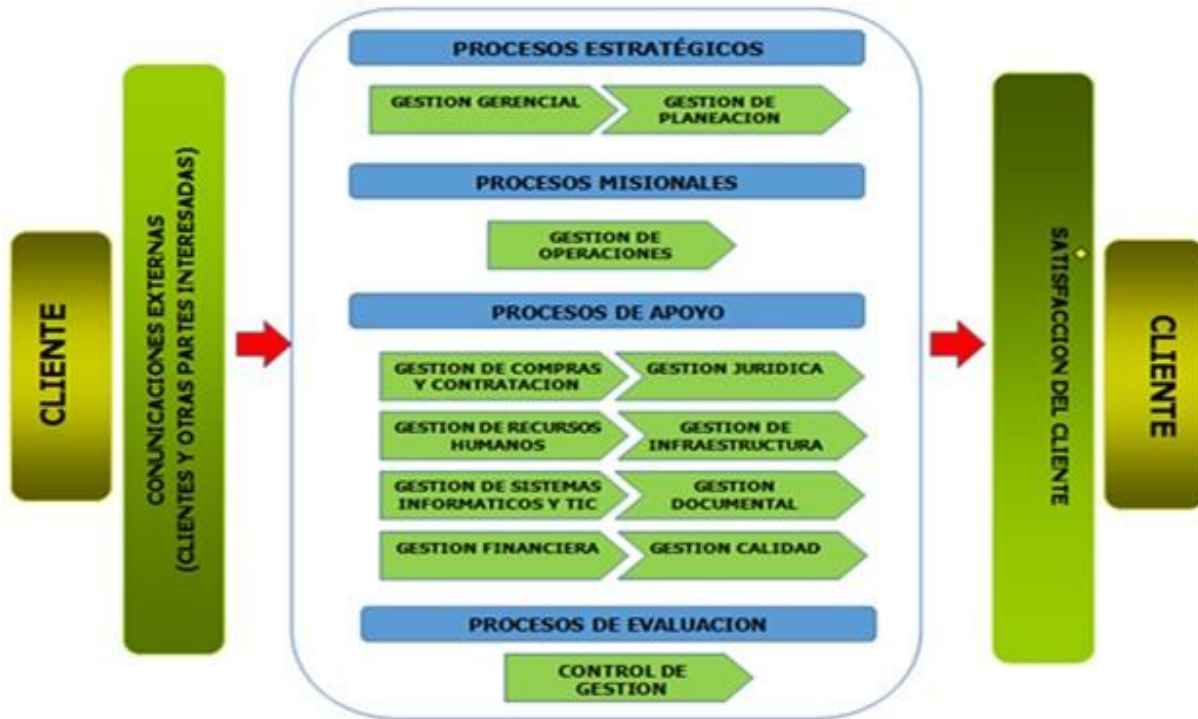 CLIENTE
CONUNICACIONES EXTERNAS
(CLIENTES Y OTRAS PARTES INTERESADAS)
PROCESOS ESTRATÉGICOS
GESTION GERENCIAL
GESTION DE
PLANEACION
PROCESOS MISIONALES
GESTION DE
OPERACIONES
PROCESOS DE APOYO
GESTION DE COMPRAS
Y CONTRATACION
GESTION JURIDICA
GESTION DE RECURSOS
HUMANOS
GESTION DE
INFRAESTRUCTURA
GESTION DE SISTEMAS
INFORMATICOS Y TIC
GESTION
DOCUMENTAL
GESTION FINANCIERA
GESTION CALIDAD
PROCESOS DE EVALUACION
CONTROL DE
GESTION
SATISFACCION DEL CLIENTE
CLIENTE